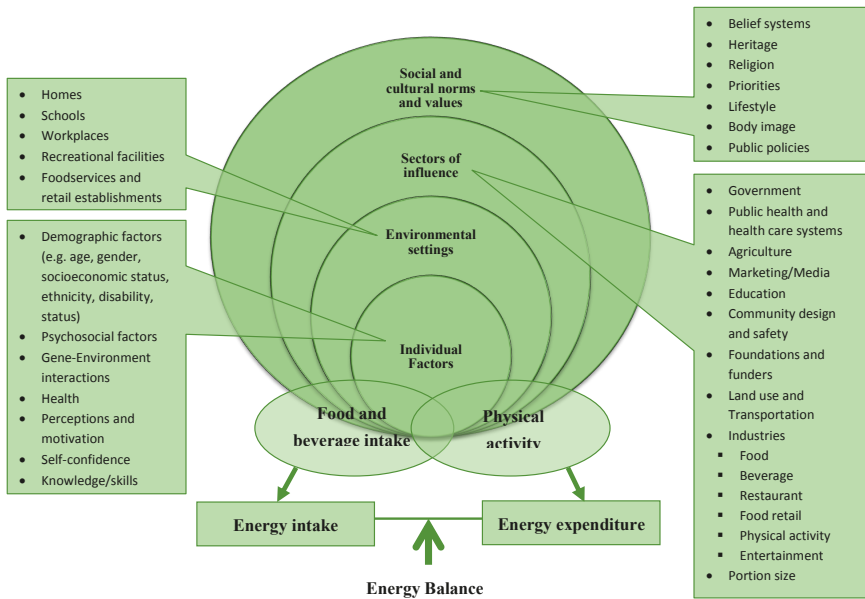 Social and
cultural norms
and values
Sectors of
influence
Environmental
settings
Individual
Factors
Food and
beverage intake
Physical
activity
Energy intake
Energy expenditure
Energy Balance
• Homes
• Schools
• Workplaces
• Recreational facilities
• Foodservices and
retail establishments
• Demographic factors
(e.g. age, gender,
socioeconomic status,
ethnicity, disability,
status)
• Psychosocial factors
• Gene-Environment
interactions
• Health
• Perceptions and
motivation
• Self-confidence
• Knowledge/skills
• Belief systems
• Heritage
• Religion
• Priorities
• Lifestyle
• Body image
• Public policies
• Government
• Public health and
health care systems
• Agriculture
• Marketing/Media
• Education
• Community design
and safety
• Foundations and
funders
• Land use and
Transportation
• Industries
▪ Food
▪ Beverage
▪ Restaurant
▪ Food retail
▪ Physical activity
▪ Entertainment
• Portion size